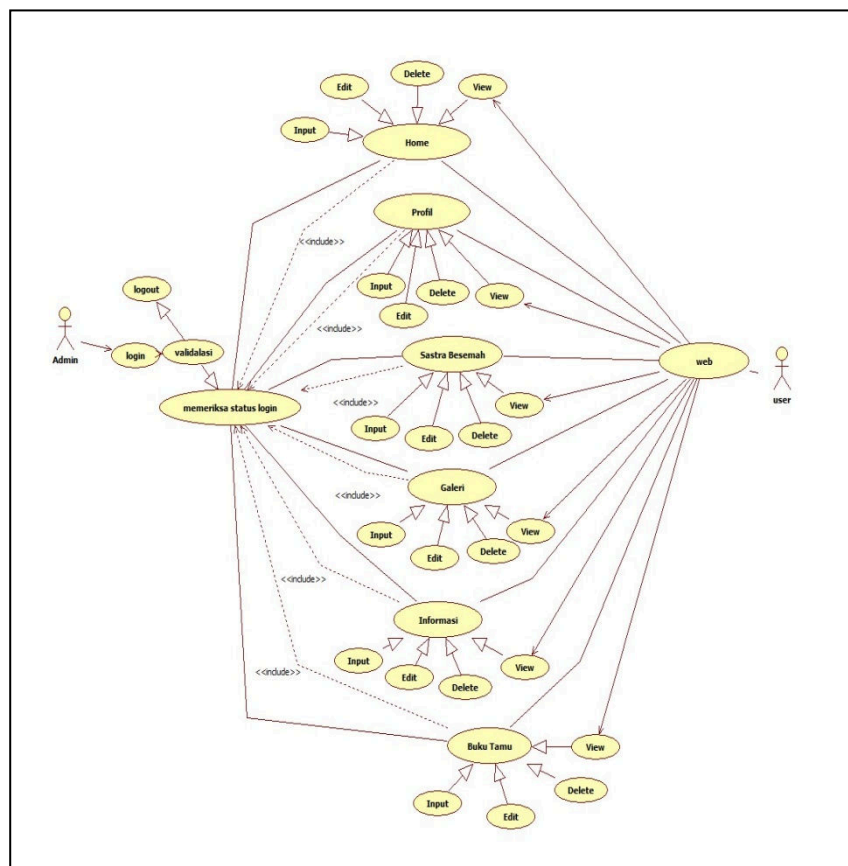 Delete
Edit
View
Input
Home
Profil
<<include>>
logout
Input
Delete
View
Edit
<<include>>
Admin
login
validalasi
Sastra Besemah
web
user
memeriksa status login
<<include>>
View
Input
Edit
Delete
Galeri
<<include>>
Input
View
Edit
Delete
<<include>>
Informasi
Input
View
Edit
Delete
<<include>>
Buku Tamu
View
Delete
Input
Edit